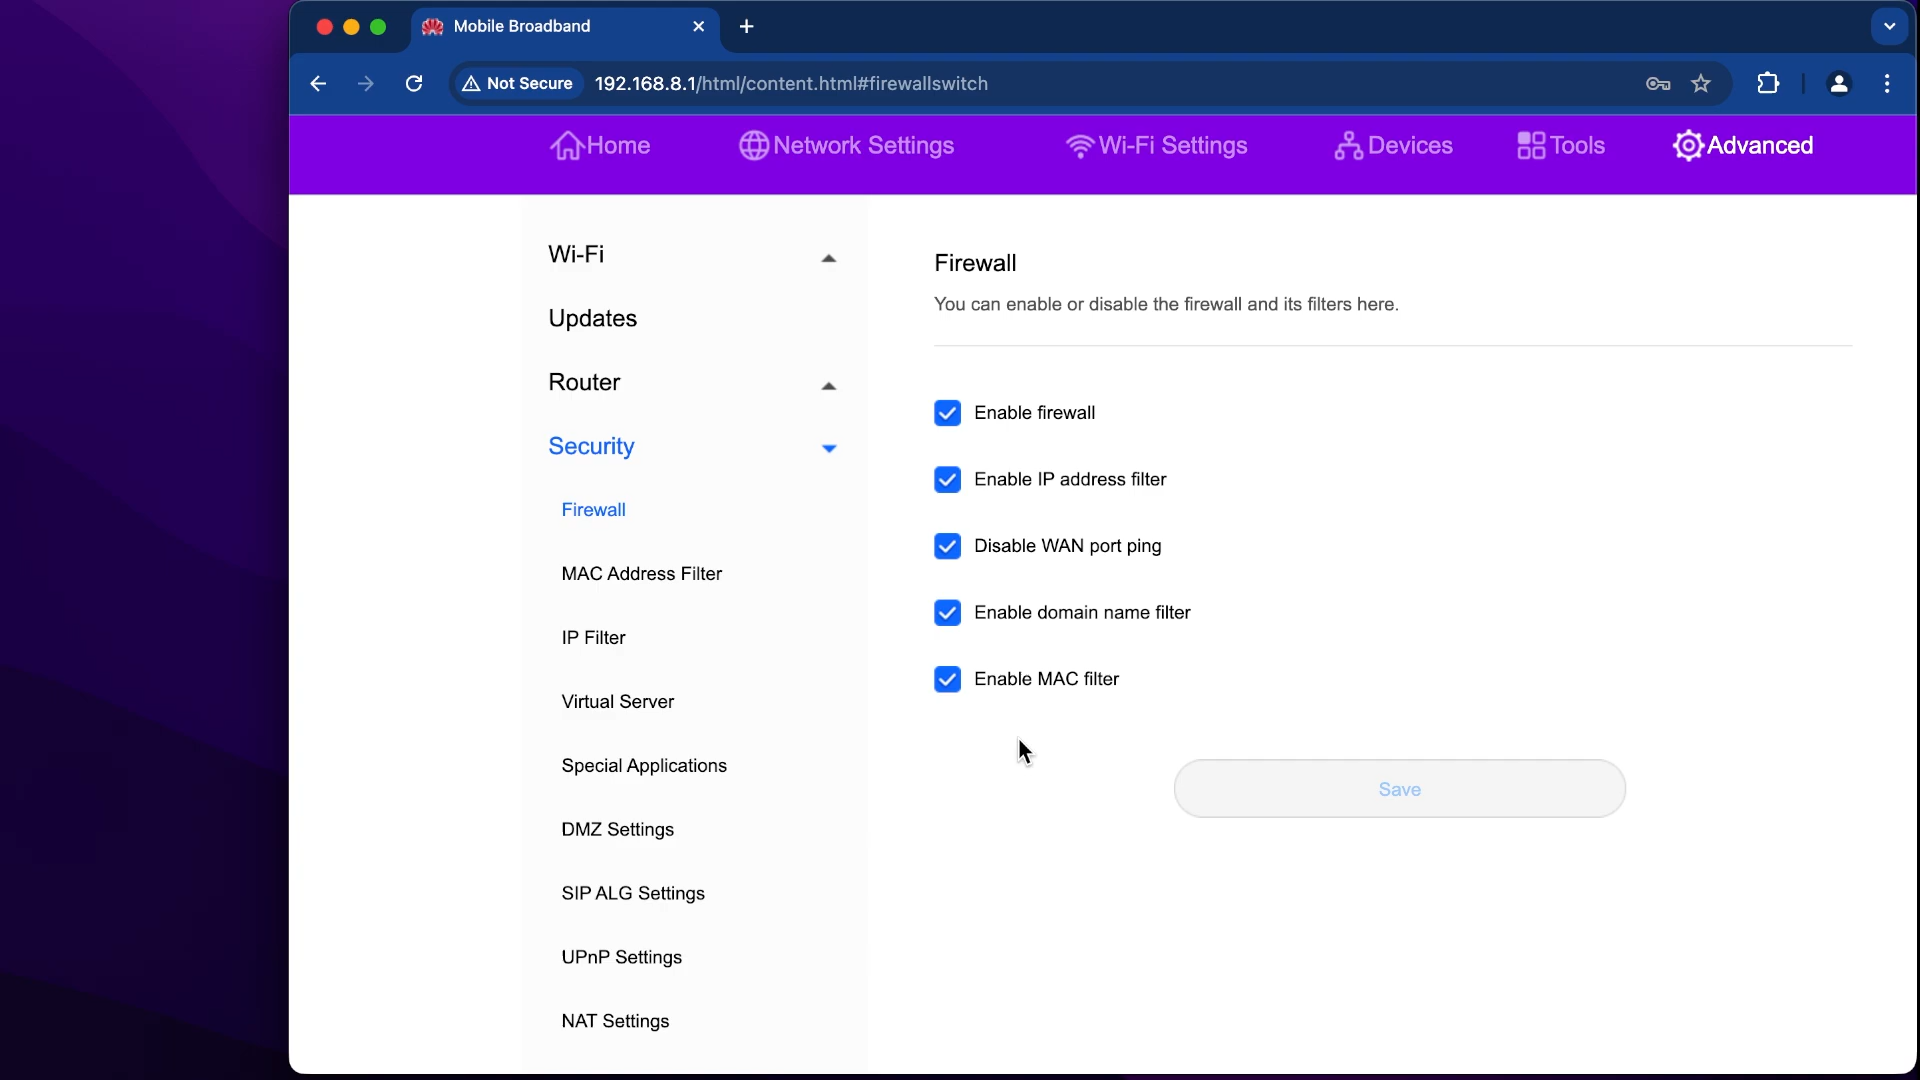 Mobile Broadband
Not Secure 192.168.8.1/html/content.html#firewallswitch
Home Network Settings Wi-Fi Settings Devices Tools Advanced
Wi-Fi
Updates
Router
Security
Firewall
MAC Address Filter
IP Filter
Virtual Server
Special Applications
DMZ Settings
SIP ALG Settings
UPnP Settings
NAT Settings
Firewall
You can enable or disable the firewall and its filters here.
Enable firewall
Enable IP address filter
Disable WAN port ping
Enable domain name filter
Enable MAC filter
Save